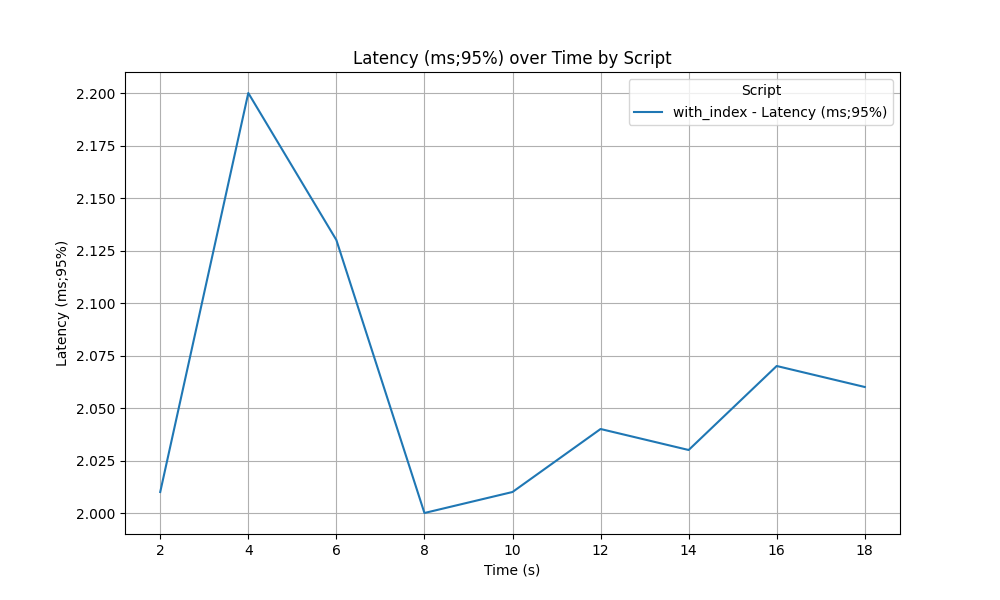 Latency (ms;95%) over Time by Script
Script
with_index - Latency (ms;95%)
Latency (ms;95%)
2.200
2.175
2.150
2.125
2.100
2.075
2.050
2.025
2.000
2 4 6 8 10 12 14 16 18
Time (s)